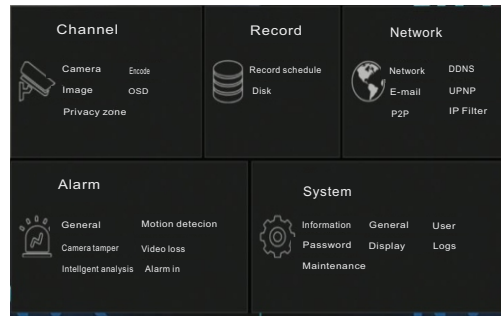 Channel
Camera Encode
Image OSD
Privacy zone
Record
Record schedule
Disk
Network
Network DDNS
E-mail UPNP
P2P IP Filter
Alarm
General Motion detecion
Camera tamper Video loss
Intellgent analysis Alarm in
System
Information General User
Password Display Logs
Maintenance